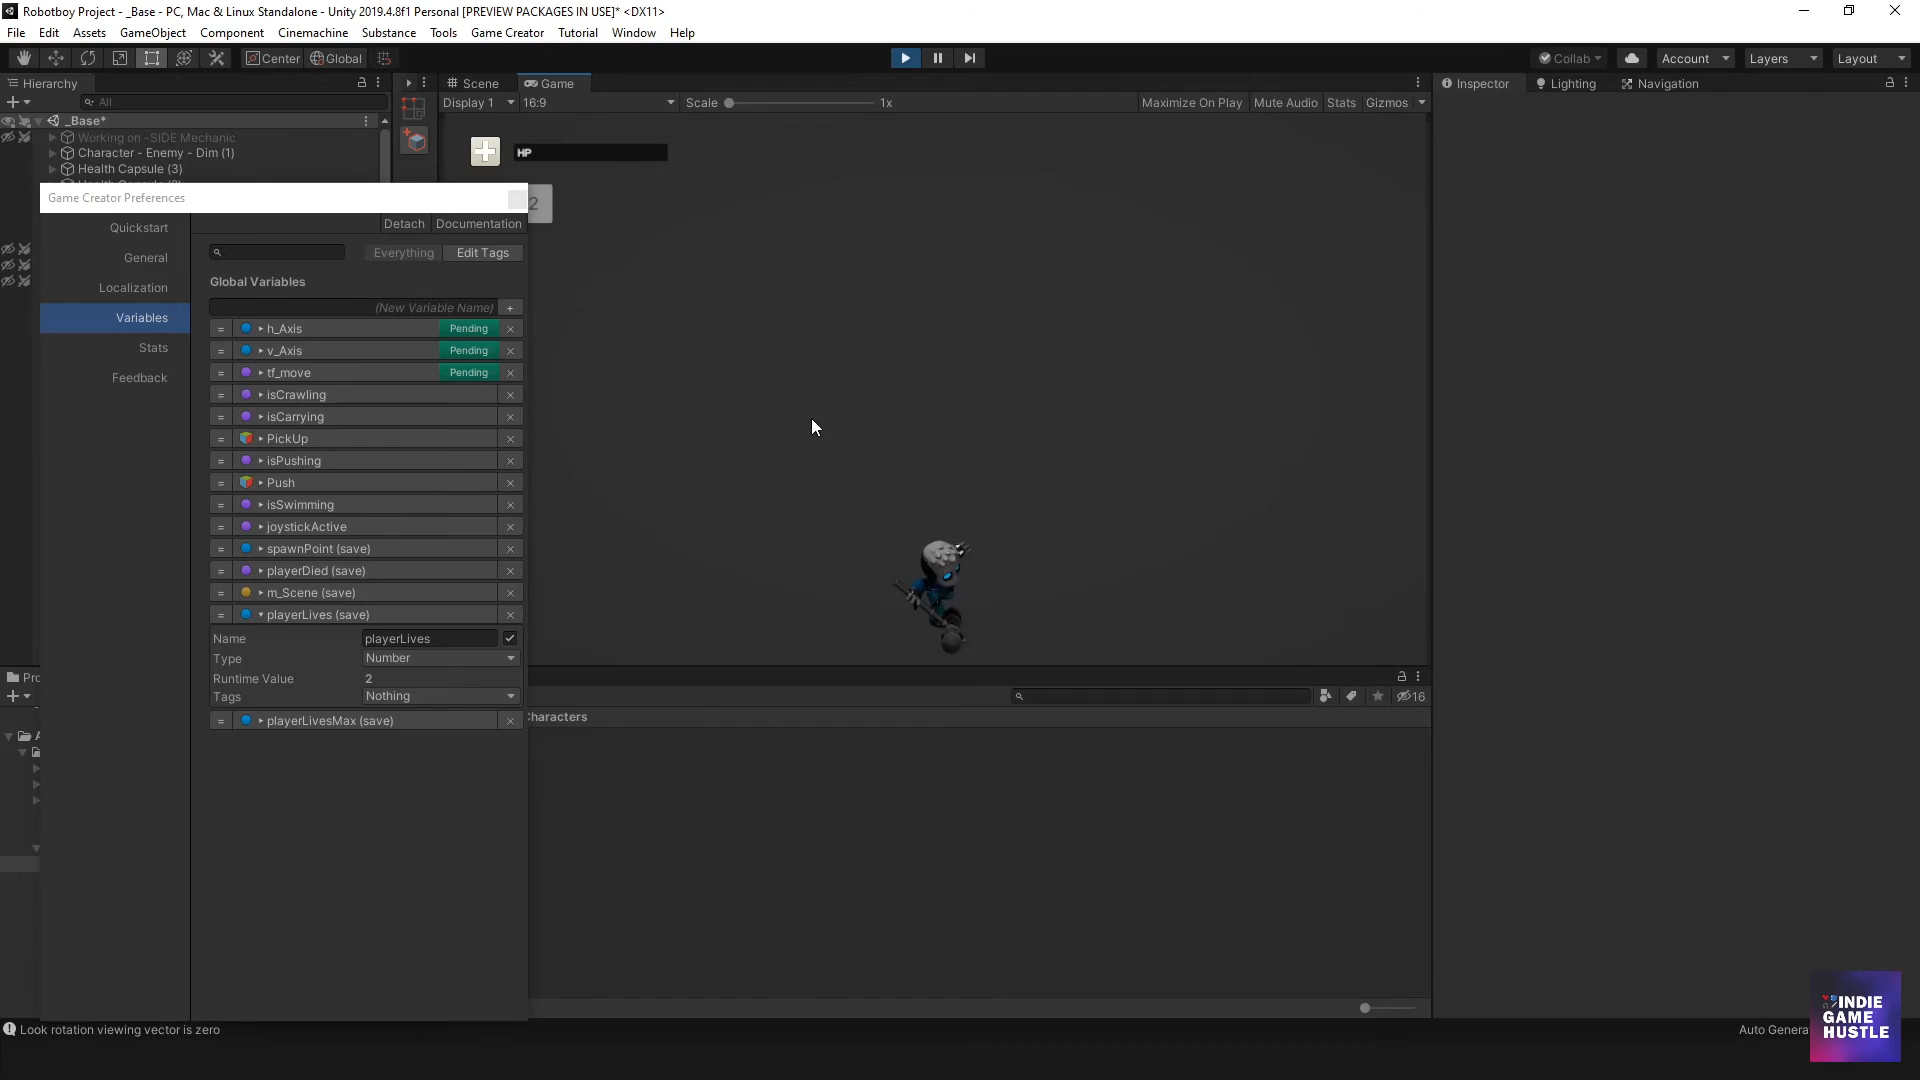 Robotboy Project - _Base - PC, Mac & Linux Standalone - Unity 2019.4.8f1 Personal [PREVIEW PACKAGES IN USE]* <DX11>
File Edit Assets GameObject Component Cinemachine Substance Tools Game Creator Tutorial Window Help
Center Global Collab Account Layers Layout
Hierarchy Scene Game Inspector Lighting Navigation
All Display 1 16:9 Scale 1x Maximize On Play Mute Audio Stats Gizmos
_Base*
Working on -SIDE Mechanic
Character - Enemy - Dim (1)
HP
Health Capsule (3)
Game Creator Preferences
2
Quickstart
Detach Documentation
General
Everything Edit Tags
Localization
Global Variables
Variables
(New Variable Name) +
Stats
h_Axis Pending
Feedback
v_Axis Pending
tf_move Pending
isCrawling
isCarrying
PickUp
isPushing
Push
isSwimming
joystickActive
spawnPoint (save)
playerDied (save)
m_Scene (save)
playerLives (save)
Name playerLives
Type Number
Runtime Value 2
Tags Nothing
playerLivesMax (save)
Pro
16
Characters
Look rotation viewing vector is zero
Auto Genera
INDIE
GAME
HUSTLE